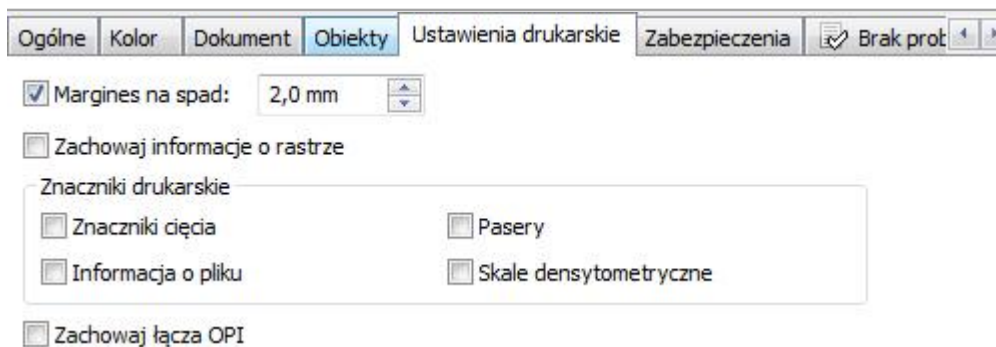 Ogólne Kolor Dokument Obiekty Ustawienia drukarskie Zabezpieczenia Brak prob
Margines na spad: 2,0 mm
Zachowaj informacje o rastrze
Znaczniki drukarskie
Znaczniki cięcia Pasery
Informacja o pliku Skale densytometryczne
Zachowaj łącza OPI